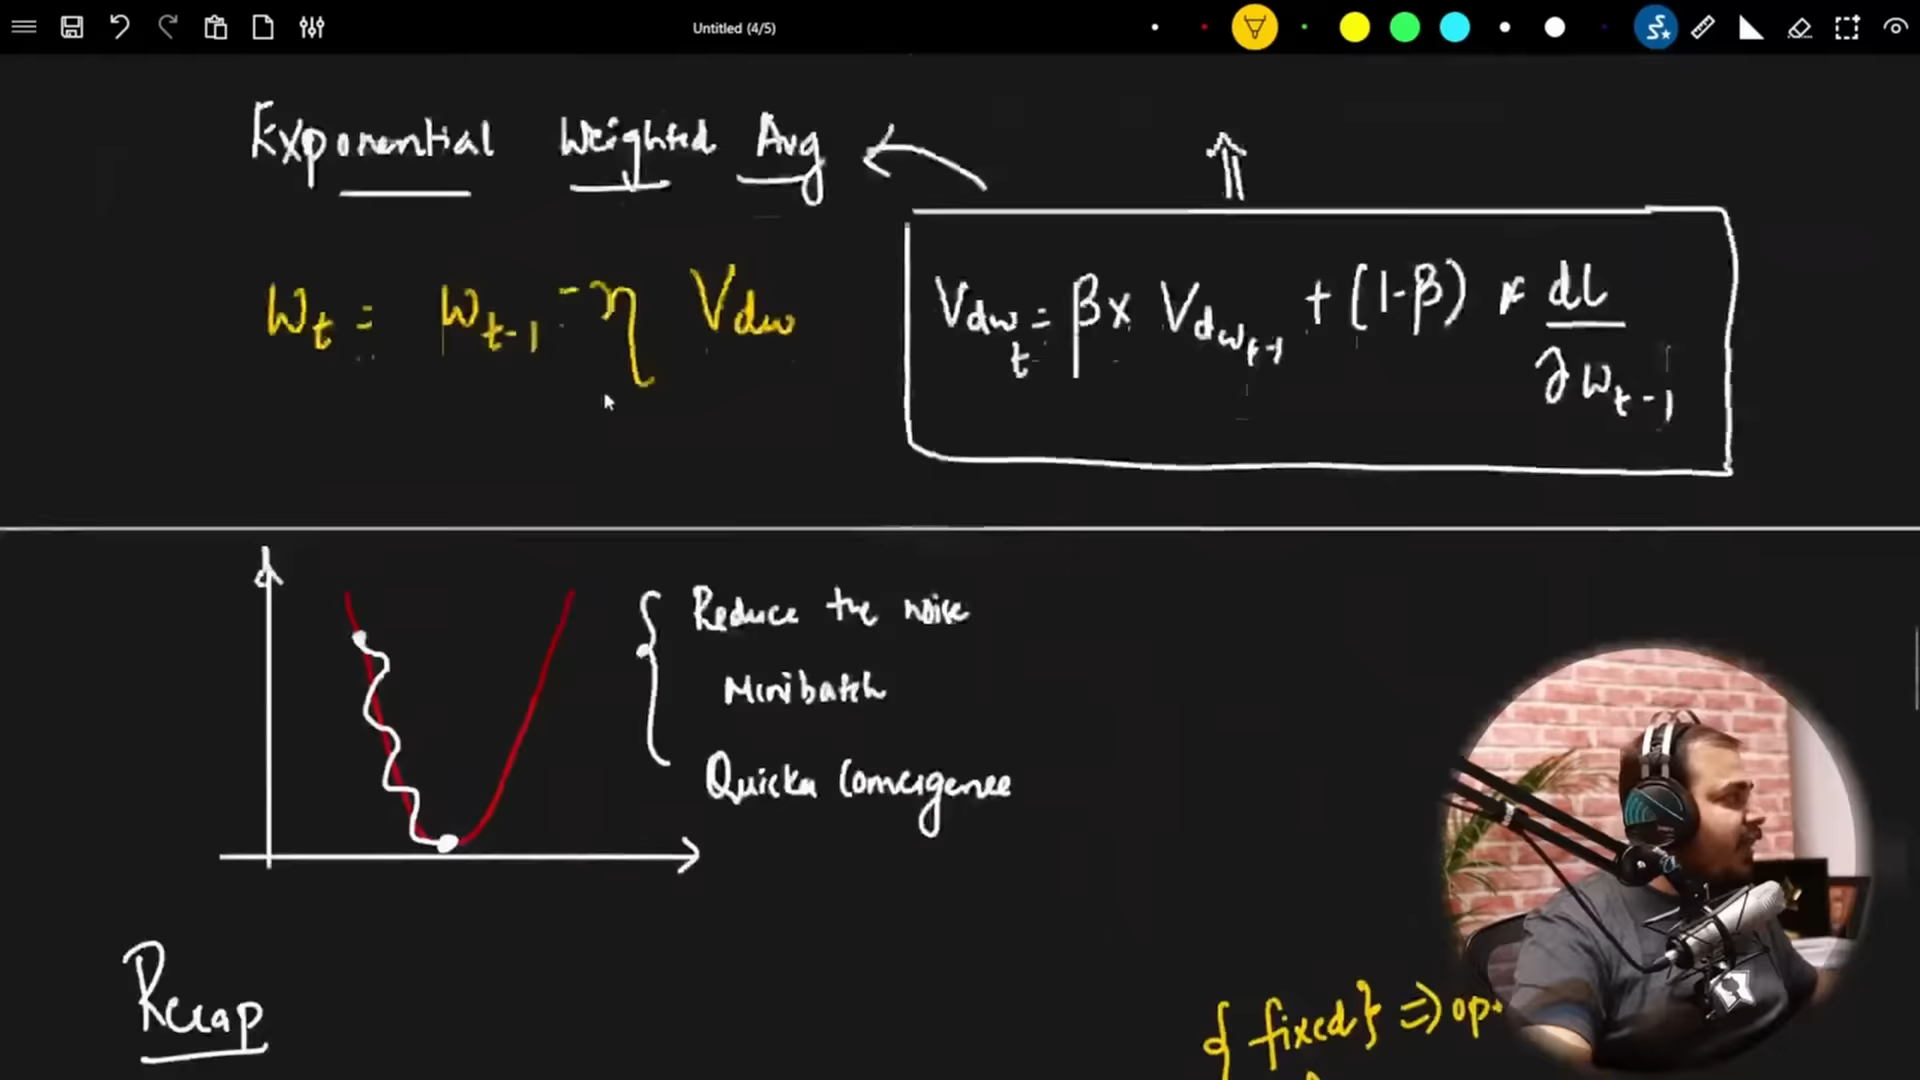 Untitled (4/5)
Exponential Weighted Avg
Wt = Wt-1 - η Vdw
Vdwt = β x Vdwt-1 + (1-β) * dL/∂Wt-1
Reduce the noise
Minibatch
Quicker Convergence
Recap
{ fixed } => op